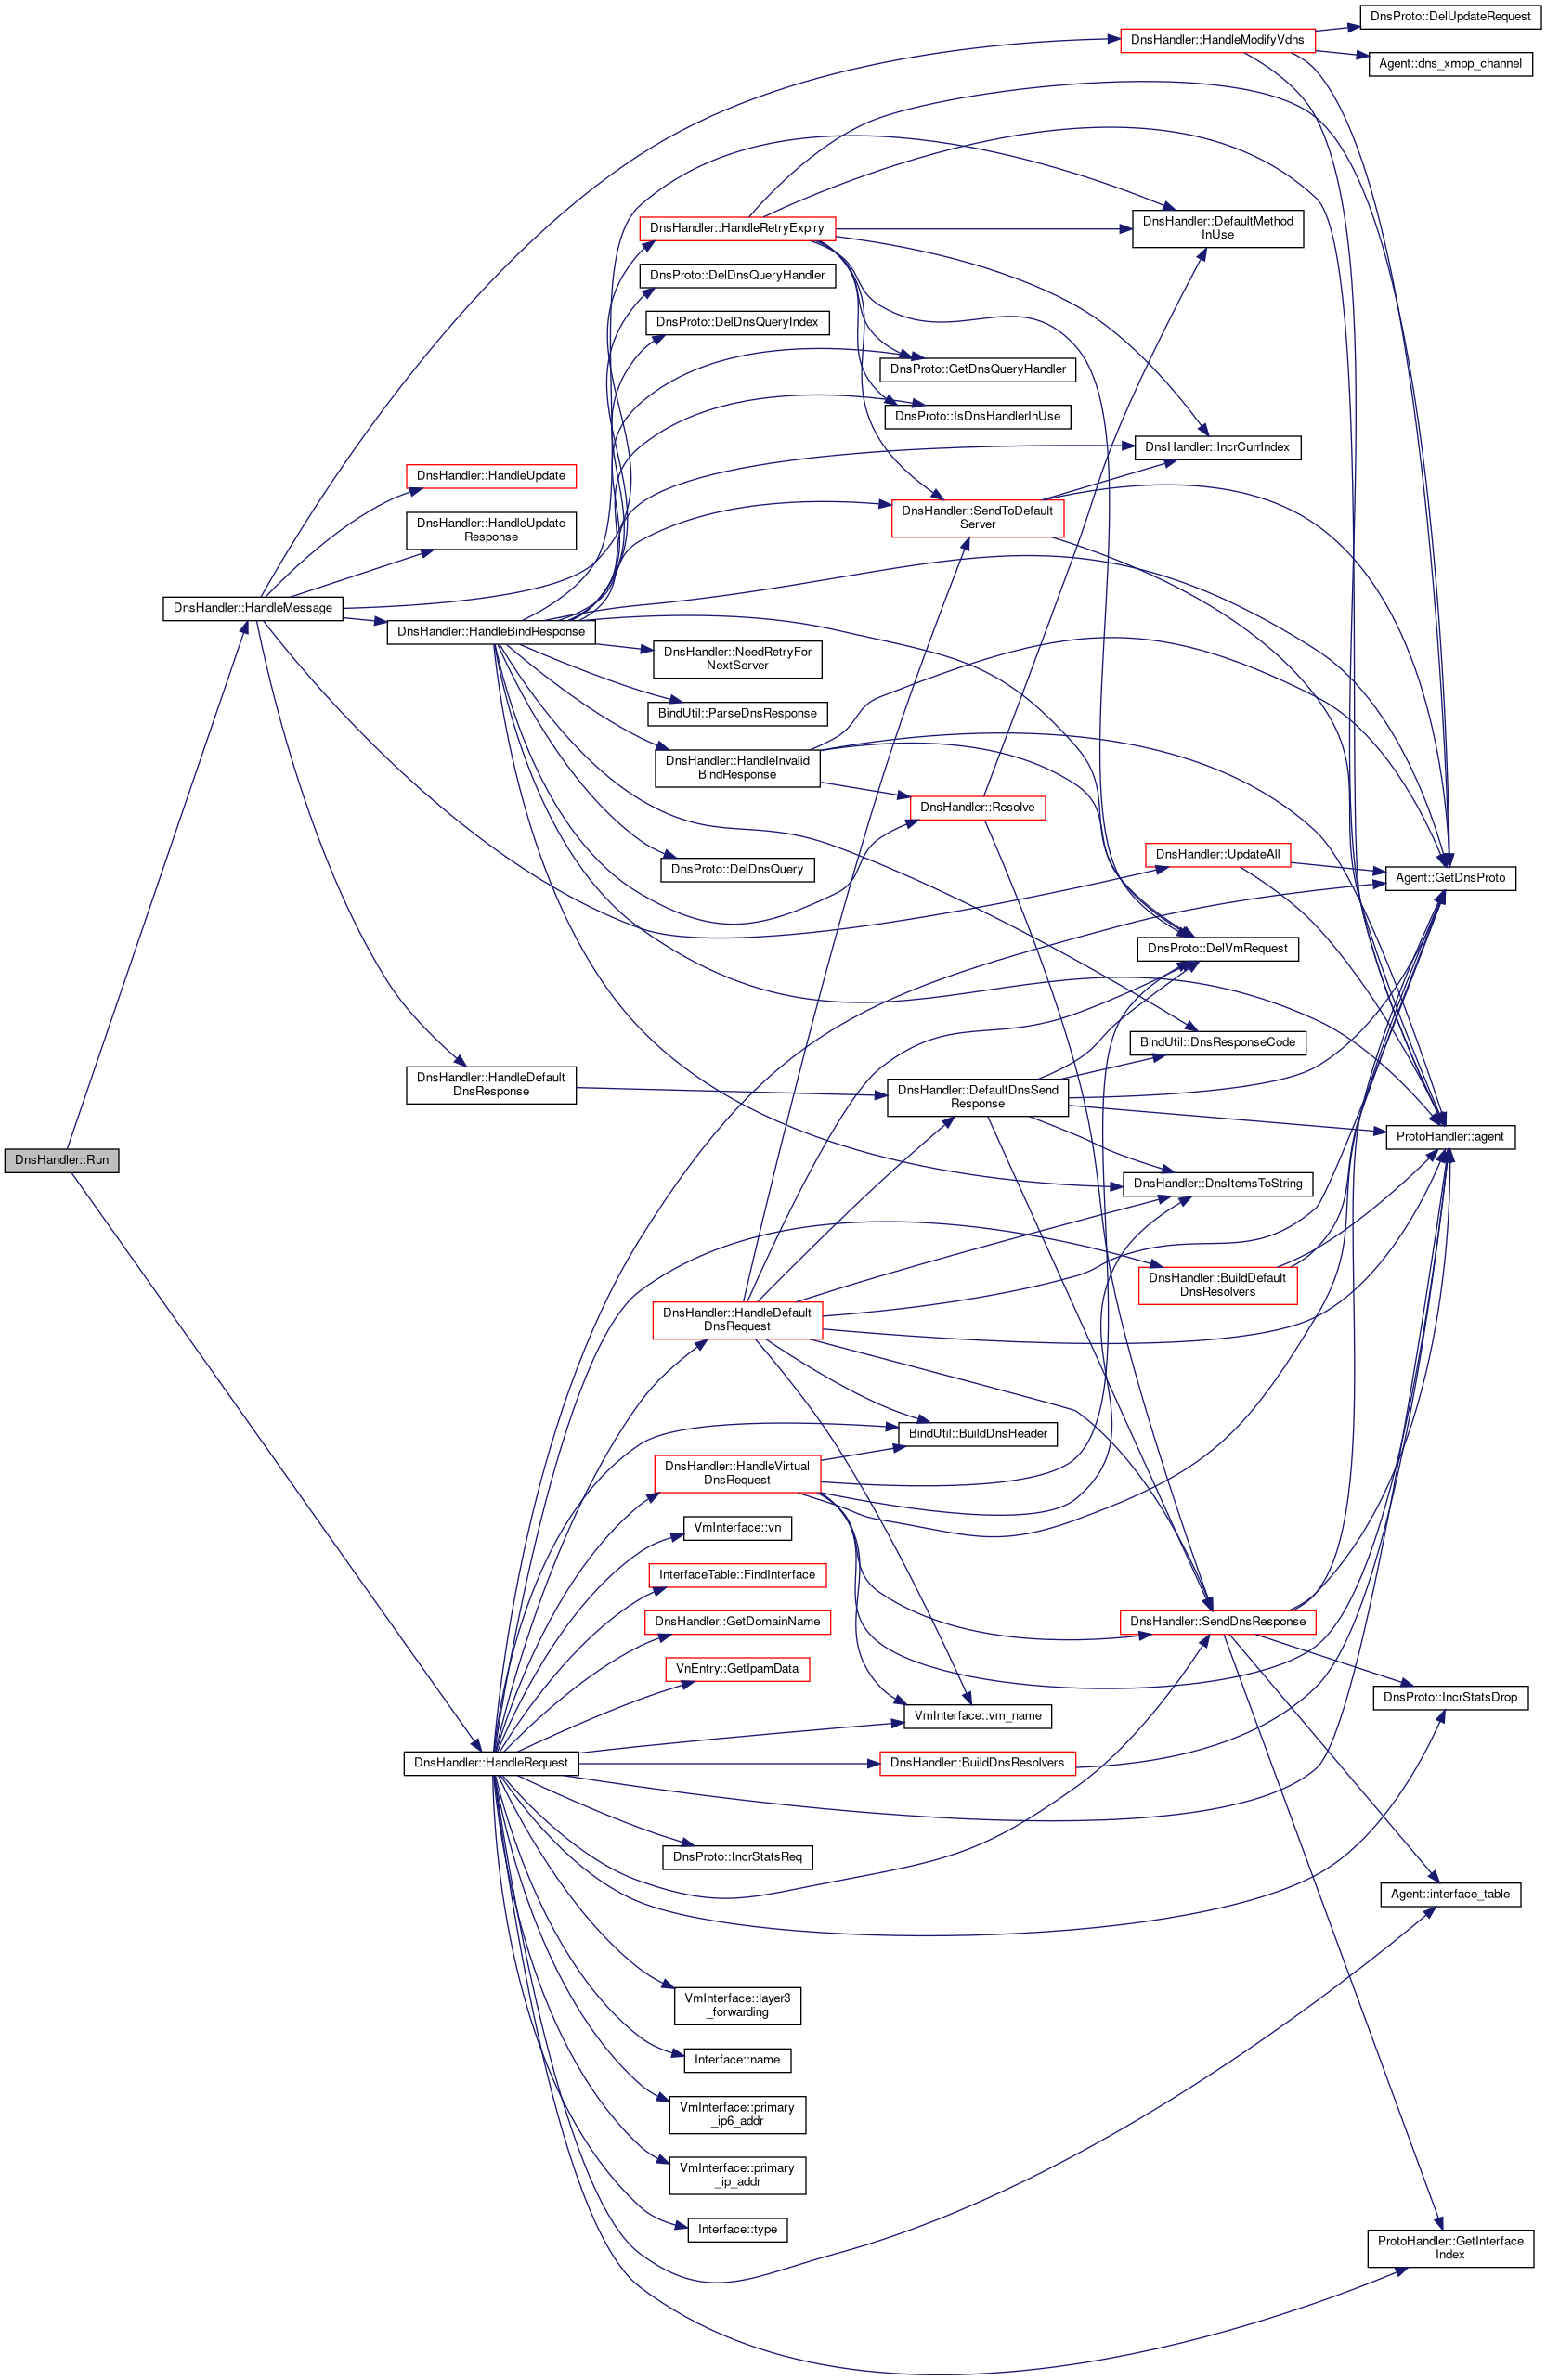 DnsProto::DelUpdateRequest
DnsHandler::HandleModifyVdns
Agent::dns_xmpp_channel
DnsHandler::HandleRetryExpiry
DnsHandler::DefaultMethod
InUse
DnsProto::DelDnsQueryHandler
DnsProto::DelDnsQueryIndex
DnsProto::GetDnsQueryHandler
DnsProto::IsDnsHandlerInUse
DnsHandler::IncrCurrIndex
DnsHandler::HandleUpdate
DnsHandler::SendToDefault
Server
DnsHandler::HandleUpdate
Response
DnsHandler::HandleMessage
DnsHandler::HandleBindResponse
DnsHandler::NeedRetryFor
NextServer
BindUtil::ParseDnsResponse
DnsHandler::HandleInvalid
BindResponse
DnsHandler::Resolve
DnsHandler::UpdateAll
DnsProto::DelDnsQuery
Agent::GetDnsProto
DnsProto::DelVmRequest
BindUtil::DnsResponseCode
DnsHandler::HandleDefault
DnsResponse
DnsHandler::DefaultDnsSend
Response
ProtoHandler::agent
DnsHandler::Run
DnsHandler::DnsItemsToString
DnsHandler::BuildDefault
DnsResolvers
DnsHandler::HandleDefault
DnsRequest
BindUtil::BuildDnsHeader
DnsHandler::HandleVirtual
DnsRequest
VmInterface::vn
InterfaceTable::FindInterface
DnsHandler::GetDomainName
DnsHandler::SendDnsResponse
VnEntry::GetIpamData
DnsProto::IncrStatsDrop
VmInterface::vm_name
DnsHandler::HandleRequest
DnsHandler::BuildDnsResolvers
DnsProto::IncrStatsReq
Agent::interface_table
VmInterface::layer3
_forwarding
Interface::name
VmInterface::primary
_ip6_addr
VmInterface::primary
_ip_addr
Interface::type
ProtoHandler::GetInterface
Index